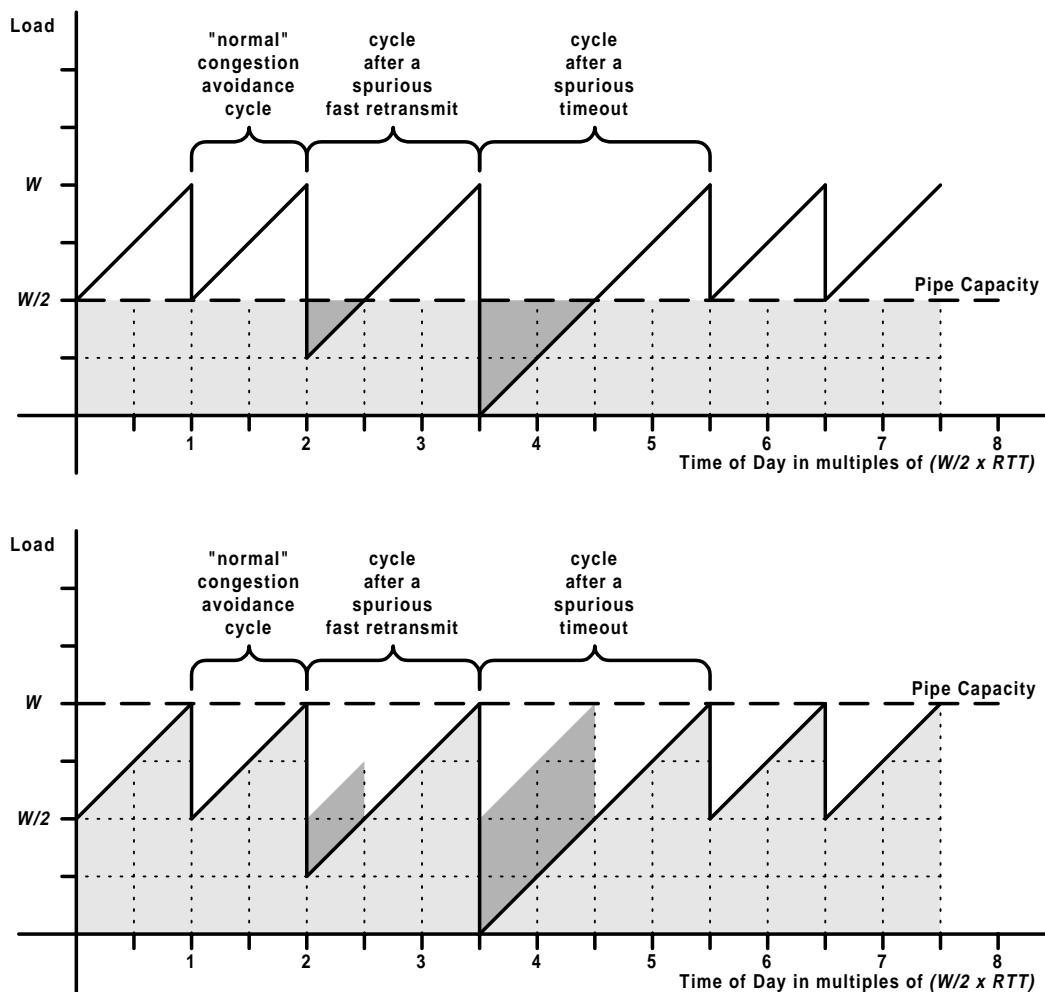 Load
"normal"
congestion
avoidance
cycle
cycle
after a
spurious
fast retransmit
cycle
after a
spurious
timeout
W
W/2
Pipe Capacity
1 2 3 4 5 6 7 8
Time of Day in multiples of (W/2 x RTT)
Load
"normal"
congestion
avoidance
cycle
cycle
after a
spurious
fast retransmit
cycle
after a
spurious
timeout
W
Pipe Capacity
W/2
1 2 3 4 5 6 7 8
Time of Day in multiples of (W/2 x RTT)